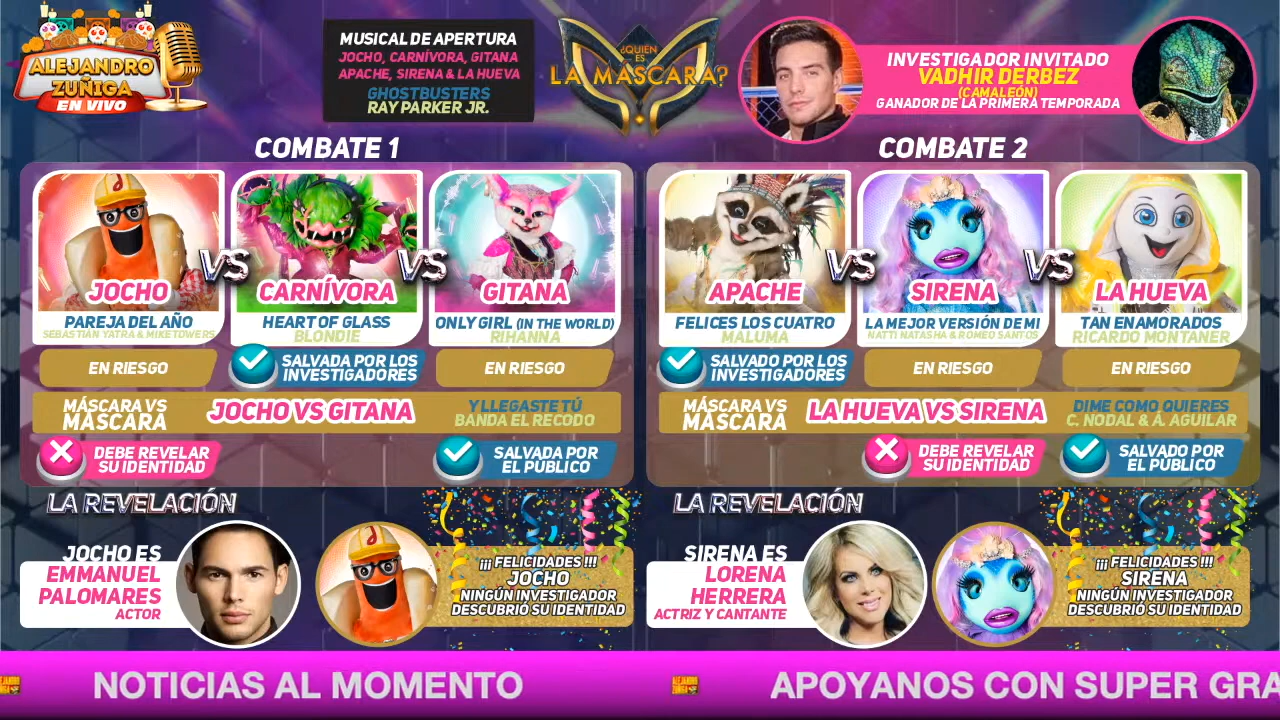 ALEJANDRO
ZUÑIGA
EN VIVO
MUSICAL DE APERTURA
JOCHO, CARNÍVORA, GITANA
APACHE, SIRENA & LA HUEVA
GHOSTBUSTERS
RAY PARKER JR.
¿QUIÉN
ES
LA MÁSCARA?
INVESTIGADOR INVITADO
VADHIR DERBEZ
(CAMALEÓN)
GANADOR DE LA PRIMERA TEMPORADA
COMBATE 1
JOCHO
VS
CARNÍVORA
VS
GITANA
PAREJA DEL AÑO
SEBASTIÁN YATRA & MIKETOWERS
HEART OF GLASS
BLONDIE
ONLY GIRL (IN THE WORLD)
RIHANNA
EN RIESGO
SALVADA POR LOS
INVESTIGADORES
EN RIESGO
MÁSCARA VS
MÁSCARA
JOCHO VS GITANA
Y LLEGASTE TÚ
BANDA EL RECODO
DEBE REVELAR
SU IDENTIDAD
SALVADA POR
EL PÚBLICO
COMBATE 2
APACHE
VS
SIRENA
VS
LA HUEVA
FELICES LOS CUATRO
MALUMA
LA MEJOR VERSIÓN DE MI
NATTI NATASHA & ROMEO SANTOS
TAN ENAMORADOS
RICARDO MONTANER
SALVADO POR LOS
INVESTIGADORES
EN RIESGO
EN RIESGO
MÁSCARA VS
MÁSCARA
LA HUEVA VS SIRENA
DIME COMO QUIERES
C. NODAL & A. AGUILAR
DEBE REVELAR
SU IDENTIDAD
SALVADO POR
EL PÚBLICO
LA REVELACIÓN
JOCHO ES
EMMANUEL
PALOMARES
ACTOR
¡¡¡ FELICIDADES !!!
JOCHO
NINGÚN INVESTIGADOR
DESCUBRIÓ SU IDENTIDAD
LA REVELACIÓN
SIRENA ES
LORENA
HERRERA
ACTRIZ Y CANTANTE
¡¡¡ FELICIDADES !!!
SIRENA
NINGÚN INVESTIGADOR
DESCUBRIÓ SU IDENTIDAD
NOTICIAS AL MOMENTO
APOYANOS CON SUPER GRA